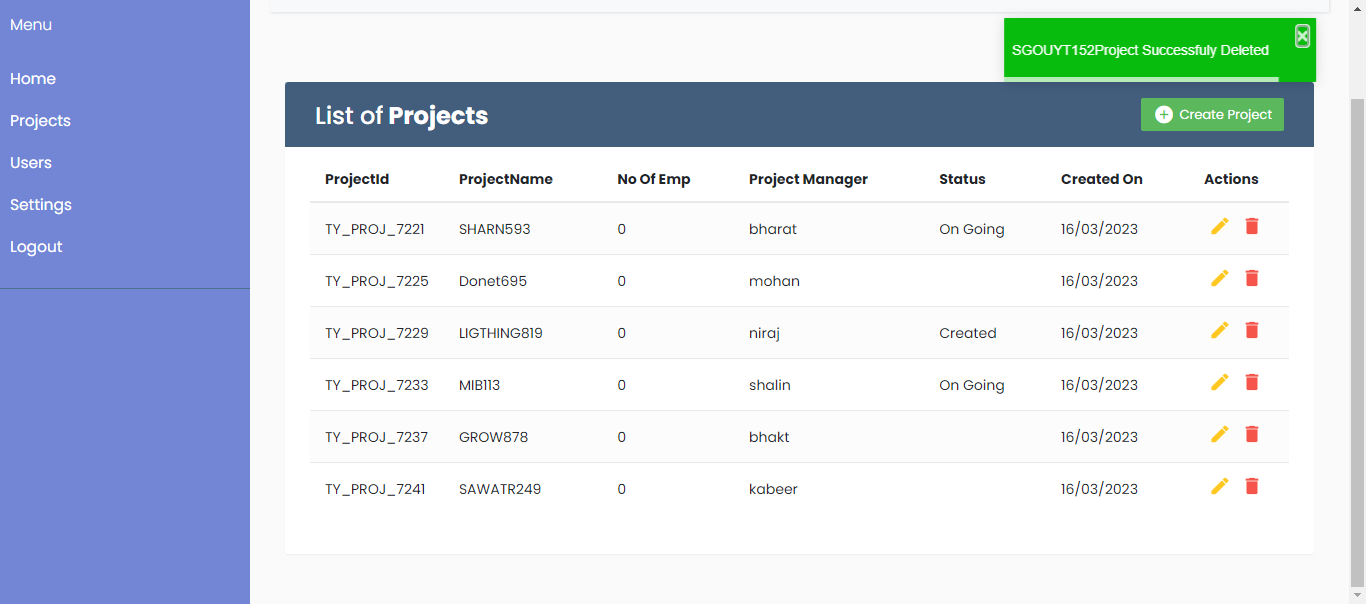 Menu
Home
Projects
Users
Settings
Logout
SGOUYT152Project Successfuly Deleted
List of Projects
Create Project
ProjectId ProjectName No Of Emp Project Manager Status Created On Actions
TY_PROJ_7221 SHARN593 0 bharat On Going 16/03/2023
TY_PROJ_7225 Donet695 0 mohan 16/03/2023
TY_PROJ_7229 LIGTHING819 0 niraj Created 16/03/2023
TY_PROJ_7233 MIB113 0 shalin On Going 16/03/2023
TY_PROJ_7237 GROW878 0 bhakt 16/03/2023
TY_PROJ_7241 SAWATR249 0 kabeer 16/03/2023